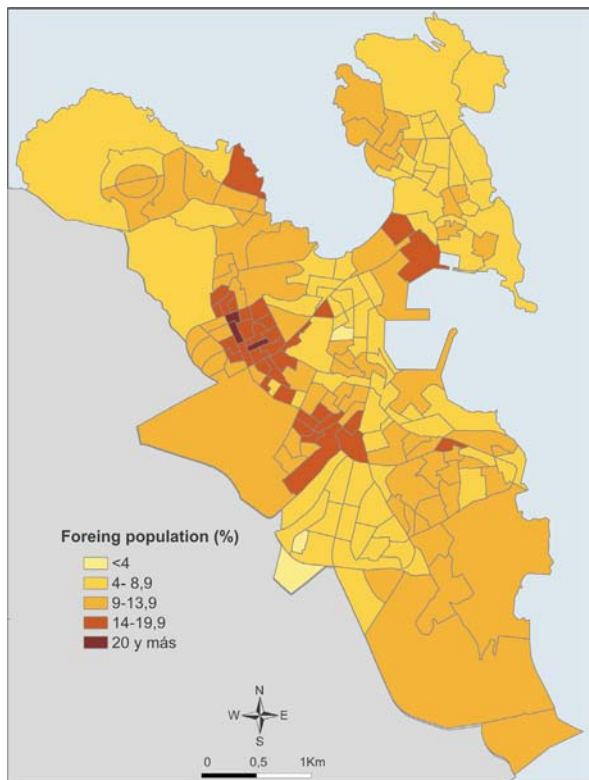 Foreing population (%)
<4
4- 8,9
9-13,9
14-19,9
20 y más
N
W E
S
0 0,5 1Km